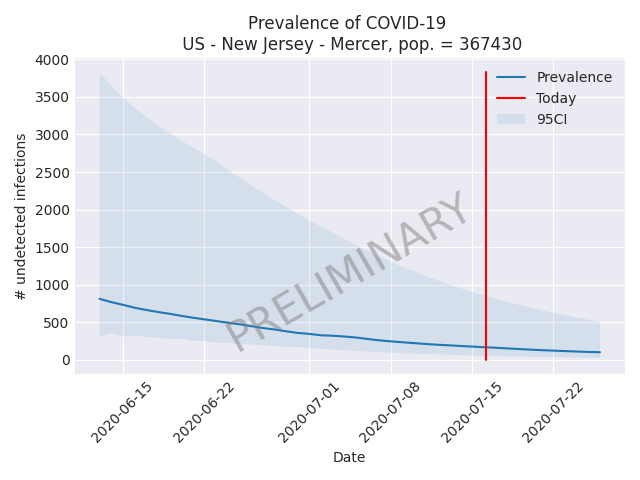 Prevalence of COVID-19
US - New Jersey - Mercer, pop. = 367430
# undetected infections
4000
3500
3000
2500
2000
1500
1000
500
0
Prevalence
Today
95CI
PRELIMINARY
2020-06-15
2020-06-22
2020-07-01
2020-07-08
2020-07-15
2020-07-22
Date